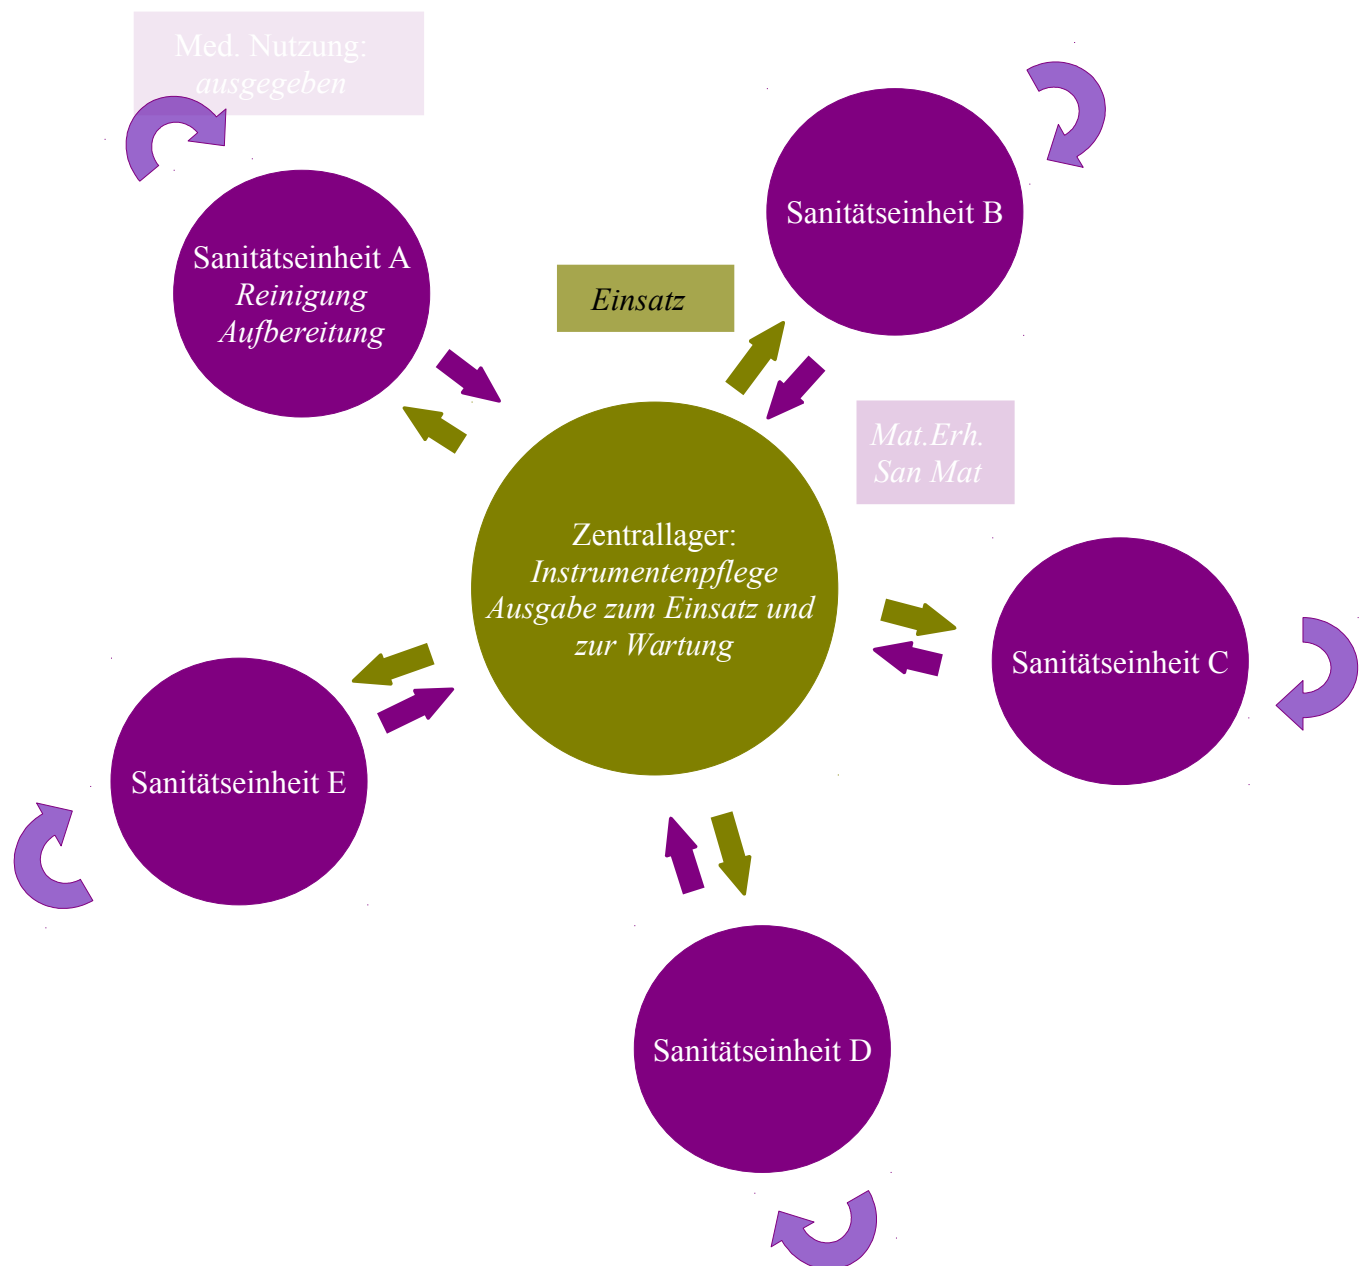 Med. Nutzung:
ausgegeben
Sanitätseinheit B
Sanitätseinheit A
Reinigung
Aufbereitung
Einsatz
Mat.Erh.
San Mat
Zentrallager:
Instrumentenpflege
Ausgabe zum Einsatz und
zur Wartung
Sanitätseinheit C
Sanitätseinheit E
Sanitätseinheit D